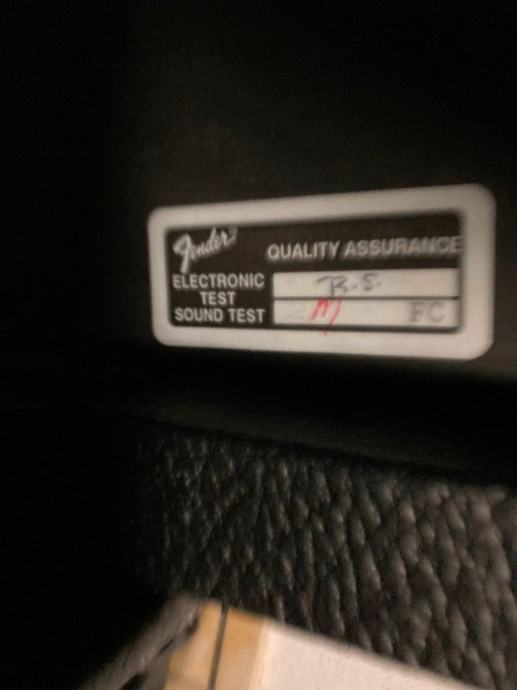 Fender
QUALITY ASSURANCE
ELECTRONIC
TEST
B.S.
SOUND TEST
FC